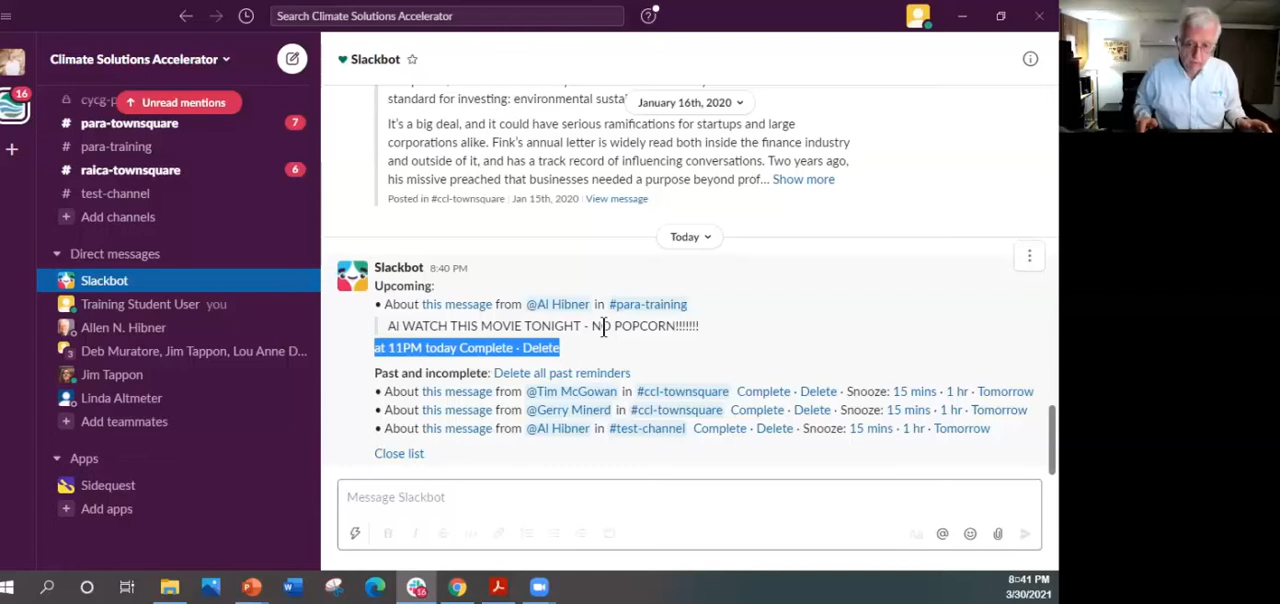 Search Climate Solutions Accelerator
16
Climate Solutions Accelerator
cycg-p
Unread mentions
# para-townsquare 7
# para-training
# raica-townsquare 6
# test-channel
+ Add channels
Direct messages
Slackbot
Training Student User you
Allen N. Hibner
3 Deb Muratore, Jim Tappon, Lou Anne D...
Jim Tappon
Linda Altmeter
+ Add teammates
Apps
Sidequest
+ Add apps
Slackbot
standard for investing: environmental susta
January 16th, 2020
It's a big deal, and it could have serious ramifications for startups and large
corporations alike. Fink's annual letter is widely read both inside the finance industry
and outside of it, and has a track record of influencing conversations. Two years ago,
his missive preached that businesses needed a purpose beyond prof... Show more
Posted in #ccl-townsquare | Jan 15th, 2020 | View message
Today
Slackbot 8:40 PM
Upcoming:
• About this message from @Al Hibner in #para-training
Al WATCH THIS MOVIE TONIGHT - NO POPCORN!!!!!!!
at 11PM today Complete · Delete
Past and incomplete: Delete all past reminders
• About this message from @Tim McGowan in #ccl-townsquare Complete · Delete · Snooze: 15 mins · 1 hr · Tomorrow
• About this message from @Gerry Minerd in #ccl-townsquare Complete · Delete · Snooze: 15 mins · 1 hr · Tomorrow
• About this message from @Al Hibner in #test-channel Complete · Delete · Snooze: 15 mins · 1 hr · Tomorrow
Close list
Message Slackbot
8:41 PM
3/30/2021